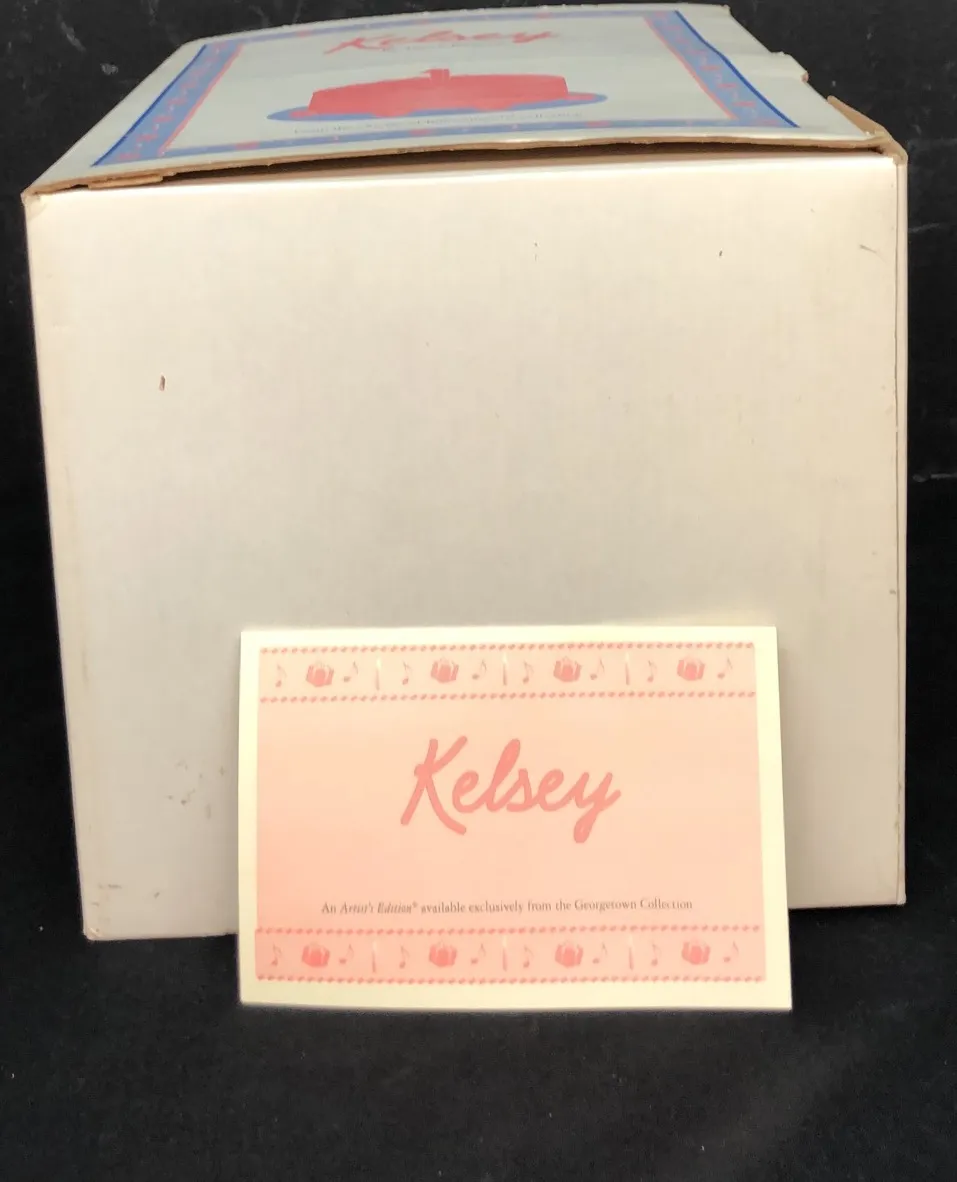 Kelsey
Kelsey
An Artist's Edition® available exclusively from the Georgetown Collection